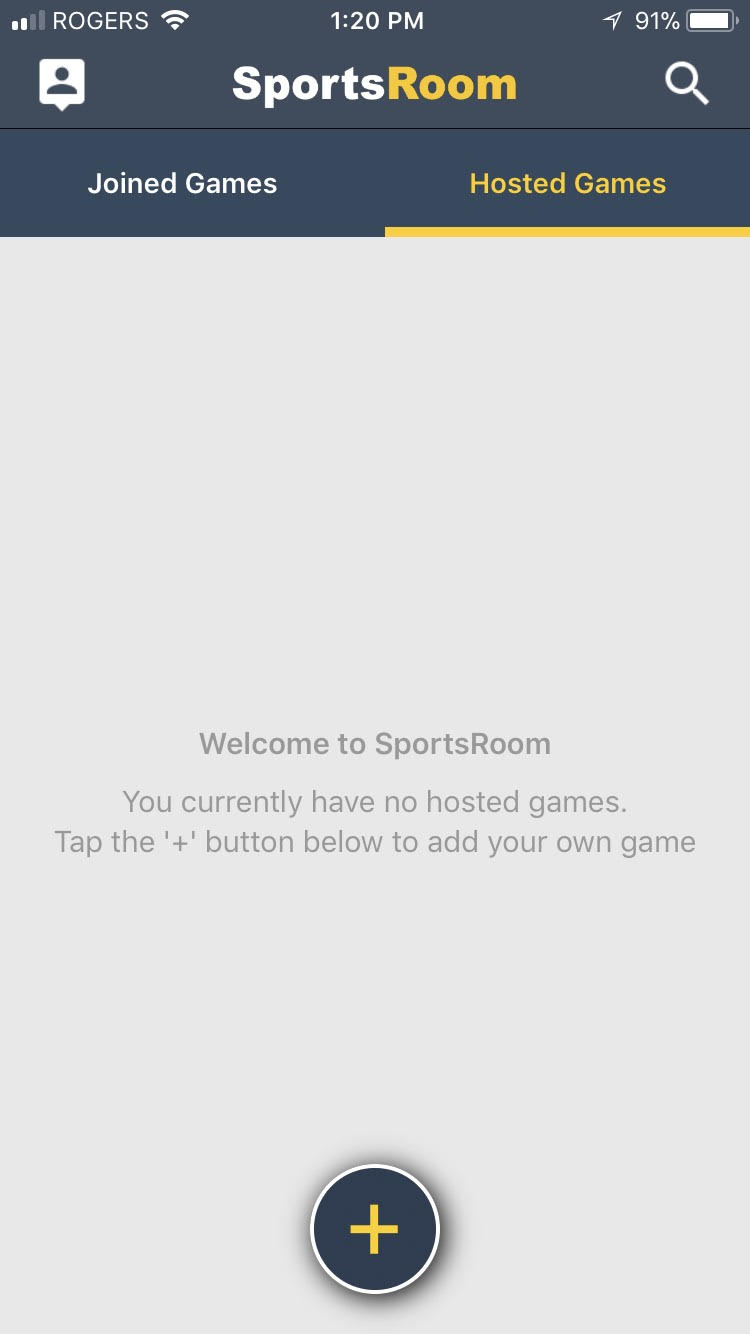 ROGERS 1:20 PM 91%
SportsRoom
Joined Games Hosted Games
Welcome to SportsRoom
You currently have no hosted games.
Tap the '+' button below to add your own game
+